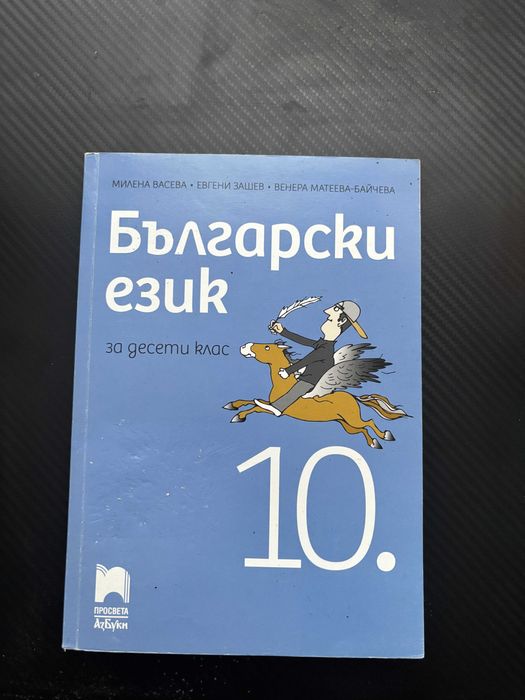 МИЛЕНА ВАСЕВА • ЕВГЕНИ ЗАШЕВ • ВЕНЕРА МАТЕЕВА-БАЙЧЕВА
Български
език
за десети клас
10.
ПРОСВЕТА
АзБуки